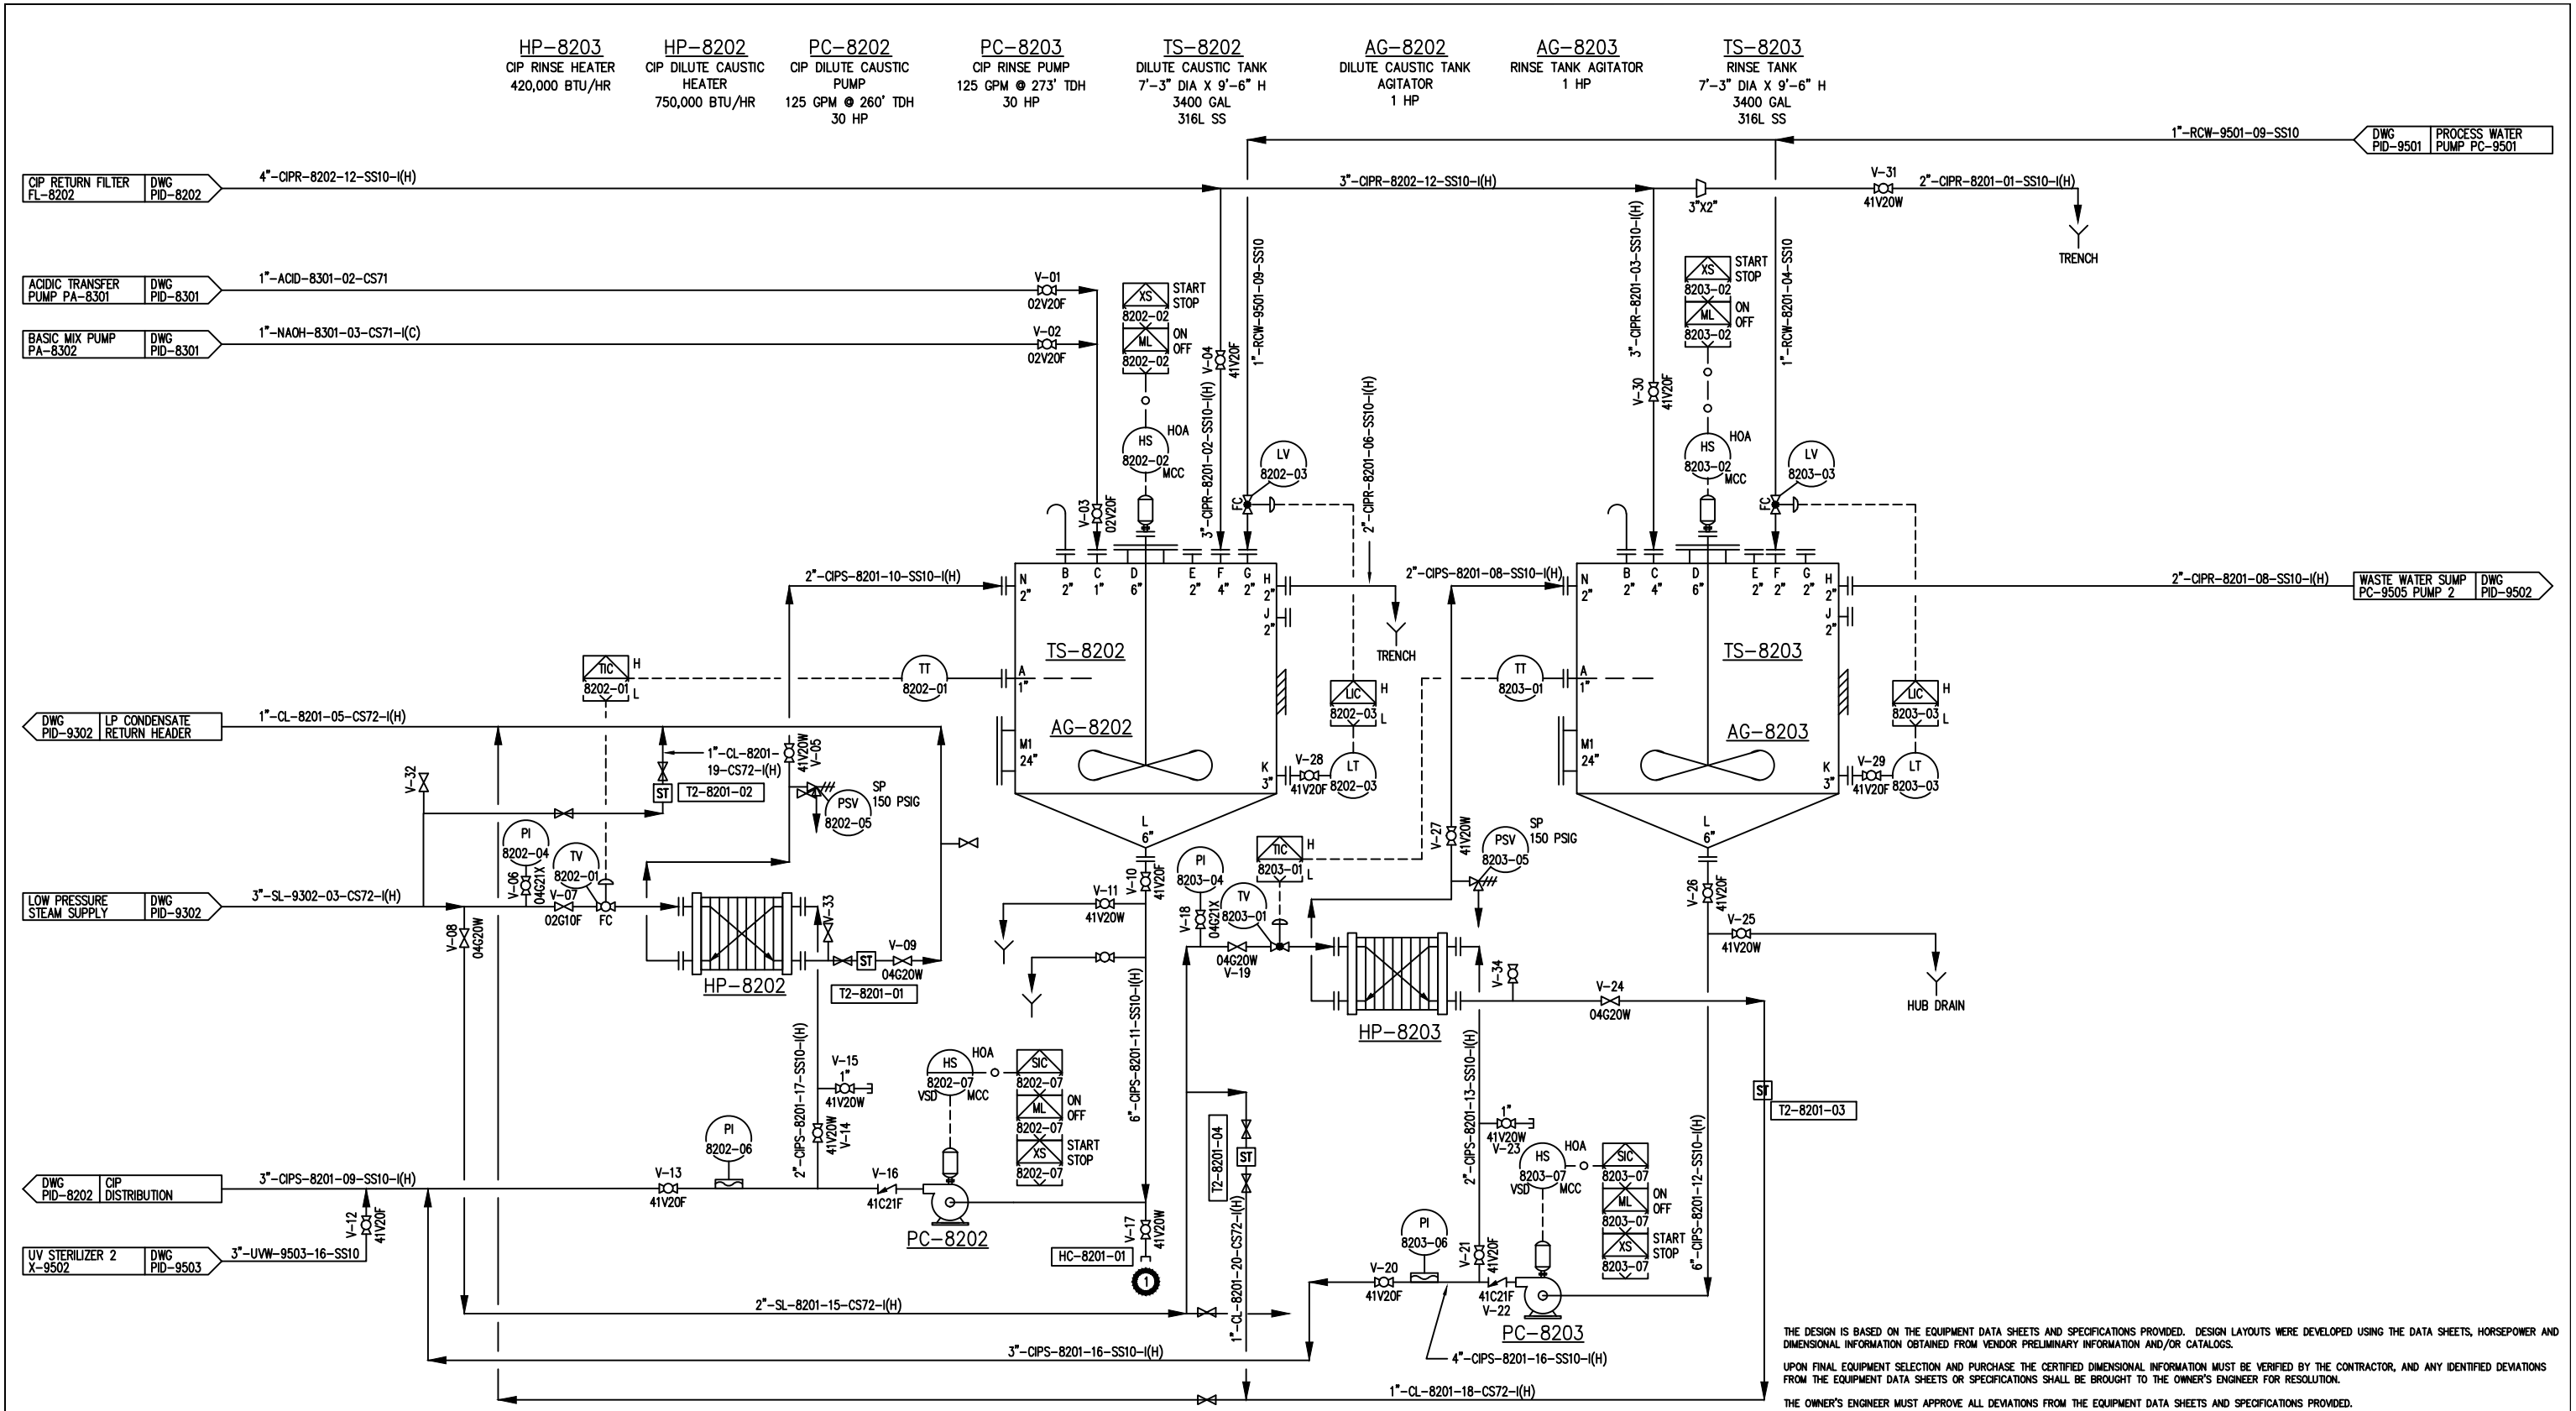 HP-8203
CIP RINSE HEATER
420,000 BTU/HR
HP-8202
CIP DILUTE CAUSTIC
HEATER
750,000 BTU/HR
PC-8202
CIP DILUTE CAUSTIC
PUMP
125 GPM @ 260' TDH
30 HP
PC-8203
CIP RINSE PUMP
125 GPM @ 273' TDH
30 HP
TS-8202
DILUTE CAUSTIC TANK
7'-3" DIA X 9'-6" H
3400 GAL
316L SS
AG-8202
DILUTE CAUSTIC TANK
AGITATOR
1 HP
AG-8203
RINSE TANK AGITATOR
1 HP
TS-8203
RINSE TANK
7'-3" DIA X 9'-6" H
3400 GAL
316L SS
1"-RCW-9501-09-SS10
DWG
PID-9501
PROCESS WATER
PUMP PC-9501
CIP RETURN FILTER
FL-8202
DWG
PID-8202
4"-CIPR-8202-12-SS10-I(H)
3"-CIPR-8202-12-SS10-I(H)
3"X2"
V-31
41V20W
2"-CIPR-8201-01-SS10-I(H)
TRENCH
ACIDIC TRANSFER
PUMP PA-8301
DWG
PID-8301
1"-ACID-8301-02-CS71
V-01
02V20F
BASIC MIX PUMP
PA-8302
DWG
PID-8301
1"-NAOH-8301-03-CS71-I(C)
V-02
02V20F
XS
8202-02
START
STOP
ML
8202-02
ON
OFF
HS
8202-02
HOA
MCC
V-03
02V20F
V-04
41V20F
3"-CIPR-8201-02-SS10-I(H)
1"-RCW-9501-09-SS10
LV
8202-03
FC
2"-CIPR-8201-06-SS10-I(H)
3"-CIPR-8201-03-SS10-I(H)
V-30
41V20F
XS
8203-02
START
STOP
ML
8203-02
ON
OFF
HS
8203-02
HOA
MCC
1"-RCW-8201-04-SS10
LV
8203-03
FC
2"-CIPS-8201-10-SS10-I(H)
N
2"
B
2"
C
1"
D
6"
E
2"
F
4"
G
2"
H
2"
J
2"
TS-8202
A
1"
AG-8202
M1
24"
K
3"
L
6"
TRENCH
2"-CIPS-8201-08-SS10-I(H)
N
2"
B
2"
C
4"
D
6"
E
2"
F
2"
G
2"
H
2"
J
2"
TS-8203
A
1"
AG-8203
M1
24"
K
3"
L
6"
2"-CIPR-8201-08-SS10-I(H)
WASTE WATER SUMP
PC-9505 PUMP 2
DWG
PID-9502
TIC
8202-01
H
L
TT
8202-01
LIC
8202-03
H
L
V-28
41V20F
LT
8202-03
TT
8203-01
LIC
8203-03
H
L
V-29
41V20F
LT
8203-03
DWG
PID-9302
LP CONDENSATE
RETURN HEADER
1"-CL-8201-05-CS72-I(H)
1"-CL-8201-
19-CS72-I(H)
V-32
ST
T2-8201-02
41V20W
V-05
PSV
8202-05
SP
150 PSIG
PI
8202-04
V-06
04G21X
TV
8202-01
V-07
02G10F
FC
LOW PRESSURE
STEAM SUPPLY
DWG
PID-9302
3"-SL-9302-03-CS72-I(H)
V-08
04G20W
HP-8202
V-33
ST
V-09
04G20W
T2-8201-01
V-10
41V20F
V-11
41V20W
6"-CIPS-8201-11-SS10-I(H)
PI
8203-04
V-18
04G21X
TV
8203-01
TIC
8203-01
H
L
04G20W
V-19
V-27
41V20W
PSV
8203-05
SP
150 PSIG
HP-8203
V-34
V-24
04G20W
V-26
41V20F
V-25
41V20W
HUB DRAIN
2"-CIPS-8201-17-SS10-I(H)
V-15
1"
41V20W
41V20W
V-14
HS
8202-07
HOA
VSD
MCC
SIC
8202-07
ML
8202-07
ON
OFF
XS
8202-07
START
STOP
PI
8202-06
DWG
PID-8202
CIP
DISTRIBUTION
3"-CIPS-8201-09-SS10-I(H)
V-13
41V20F
V-16
41C21F
PC-8202
V-17
41V20W
HC-8201-01
1
V-12
41V20F
UV STERILIZER 2
X-9502
DWG
PID-9503
3"-UVW-9503-16-SS10
T2-8201-04
ST
1"-CL-8201-20-CS72-I(H)
2"-CIPS-8201-13-SS10-I(H)
1"
41V20W
V-23
HS
8203-07
HOA
VSD
MCC
SIC
8203-07
ML
8203-07
ON
OFF
XS
8203-07
START
STOP
6"-CIPS-8201-12-SS10-I(H)
ST
T2-8201-03
PI
8203-06
V-21
41V20F
V-20
41V20F
41C21F
V-22
PC-8203
2"-SL-8201-15-CS72-I(H)
3"-CIPS-8201-16-SS10-I(H)
4"-CIPS-8201-16-SS10-I(H)
1"-CL-8201-18-CS72-I(H)
THE DESIGN IS BASED ON THE EQUIPMENT DATA SHEETS AND SPECIFICATIONS PROVIDED. DESIGN LAYOUTS WERE DEVELOPED USING THE DATA SHEETS, HORSEPOWER AND
DIMENSIONAL INFORMATION OBTAINED FROM VENDOR PRELIMINARY INFORMATION AND/OR CATALOGS.
UPON FINAL EQUIPMENT SELECTION AND PURCHASE THE CERTIFIED DIMENSIONAL INFORMATION MUST BE VERIFIED BY THE CONTRACTOR, AND ANY IDENTIFIED DEVIATIONS
FROM THE EQUIPMENT DATA SHEETS OR SPECIFICATIONS SHALL BE BROUGHT TO THE OWNER'S ENGINEER FOR RESOLUTION.
THE OWNER'S ENGINEER MUST APPROVE ALL DEVIATIONS FROM THE EQUIPMENT DATA SHEETS AND SPECIFICATIONS PROVIDED.